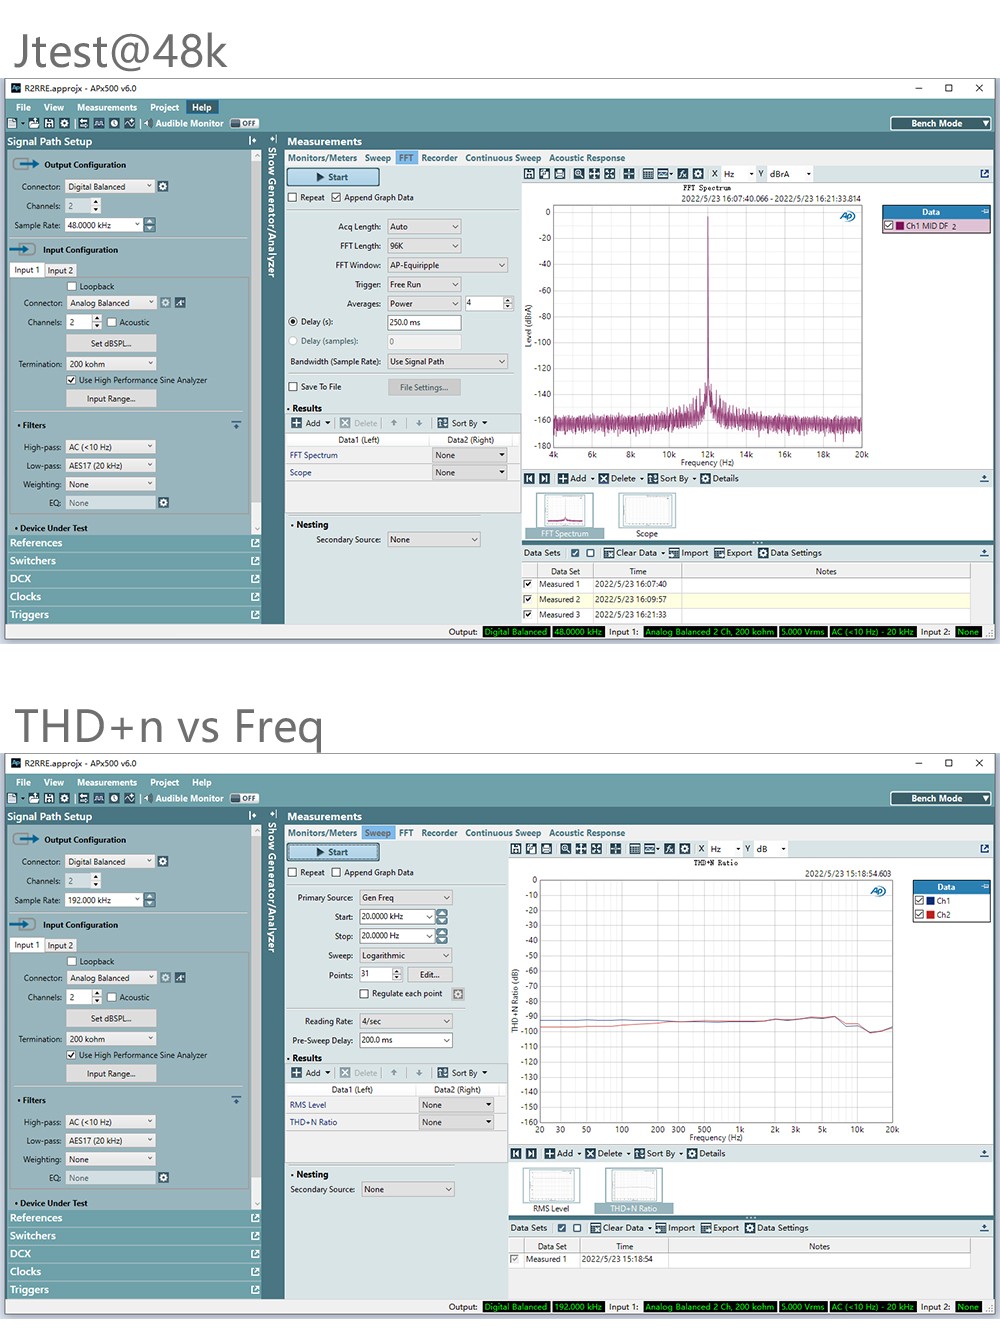 Jtest@48k
R2RRE.approjx - APx500 v6.0
File View Measurements Project Help
Audible Monitor OFF Bench Mode
Signal Path Setup
Output Configuration
Connector: Digital Balanced
Channels: 2
Sample Rate: 48.0000 kHz
Input Configuration
Input 1 Input 2
Loopback
Connector: Analog Balanced
Channels: 2 Acoustic
Set dBSPL...
Termination: 200 kohm
Use High Performance Sine Analyzer
Input Range...
Filters
High-pass: AC (<10 Hz)
Low-pass: AES17 (20 kHz)
Weighting: None
EQ: None
Device Under Test
References
Switchers
DCX
Clocks
Triggers
Show Generator/Analyzer
Measurements
Monitors/Meters Sweep FFT Recorder Continuous Sweep Acoustic Response
Start
Repeat Append Graph Data
Acq Length: Auto
FFT Length: 96K
FFT Window: AP-Equiripple
Trigger: Free Run
Averages: Power 4
Delay (s): 250.0 ms
Delay (samples): 0
Bandwidth (Sample Rate): Use Signal Path
Save To File File Settings...
Results
Add Delete Sort By
Data1 (Left) Data2 (Right)
FFT Spectrum None
Scope None
Nesting
Secondary Source: None
X Hz Y dBrA
FFT Spectrum
2022/5/23 16:07:40.066 - 2022/5/23 16:21:33.814
AP
Level (dBrA)
0
-20
-40
-60
-80
-100
-120
-140
-160
-180
4k 6k 8k 10k 12k 14k 16k 18k 20k
Frequency (Hz)
Data
Ch1 MID DF 2
Add Delete Sort By Details
FFT Spectrum Scope
Data Sets Clear Data Import Export Data Settings
Data Set Time Notes
Measured 1 2022/5/23 16:07:40
Measured 2 2022/5/23 16:09:57
Measured 3 2022/5/23 16:21:33
Output: Digital Balanced 48.0000 kHz Input 1: Analog Balanced 2 Ch, 200 kohm 5.000 Vrms AC (<10 Hz) - 20 kHz Input 2: None
THD+n vs Freq
R2RRE.approjx - APx500 v6.0
File View Measurements Project Help
Audible Monitor OFF Bench Mode
Signal Path Setup
Output Configuration
Connector: Digital Balanced
Channels: 2
Sample Rate: 192.000 kHz
Input Configuration
Input 1 Input 2
Loopback
Connector: Analog Balanced
Channels: 2 Acoustic
Set dBSPL...
Termination: 200 kohm
Use High Performance Sine Analyzer
Input Range...
Filters
High-pass: AC (<10 Hz)
Low-pass: AES17 (20 kHz)
Weighting: None
EQ: None
Device Under Test
References
Switchers
DCX
Clocks
Triggers
Show Generator/Analyzer
Measurements
Monitors/Meters Sweep FFT Recorder Continuous Sweep Acoustic Response
Start
Repeat Append Graph Data
Primary Source: Gen Freq
Start: 20.0000 kHz
Stop: 20.0000 Hz
Sweep: Logarithmic
Points: 31 Edit...
Regulate each point
Reading Rate: 4/sec
Pre-Sweep Delay: 200.0 ms
Results
Add Delete Sort By
Data1 (Left) Data2 (Right)
RMS Level None
THD+N Ratio None
Nesting
Secondary Source: None
X Hz Y dB
THD+N Ratio
2022/5/23 15:18:54.603
AP
THD+N Ratio (dB)
0
-10
-20
-30
-40
-50
-60
-70
-80
-90
-100
-110
-120
-130
-140
-150
-160
20 30 50 100 200 300 500 1k 2k 3k 5k 10k 20k
Frequency (Hz)
Data
Ch1
Ch2
Add Delete Sort By Details
RMS Level THD+N Ratio
Data Sets Clear Data Import Export Data Settings
Data Set Time Notes
Measured 1 2022/5/23 15:18:54
Output: Digital Balanced 192.000 kHz Input 1: Analog Balanced 2 Ch, 200 kohm 5.000 Vrms AC (<10 Hz) - 20 kHz Input 2: None